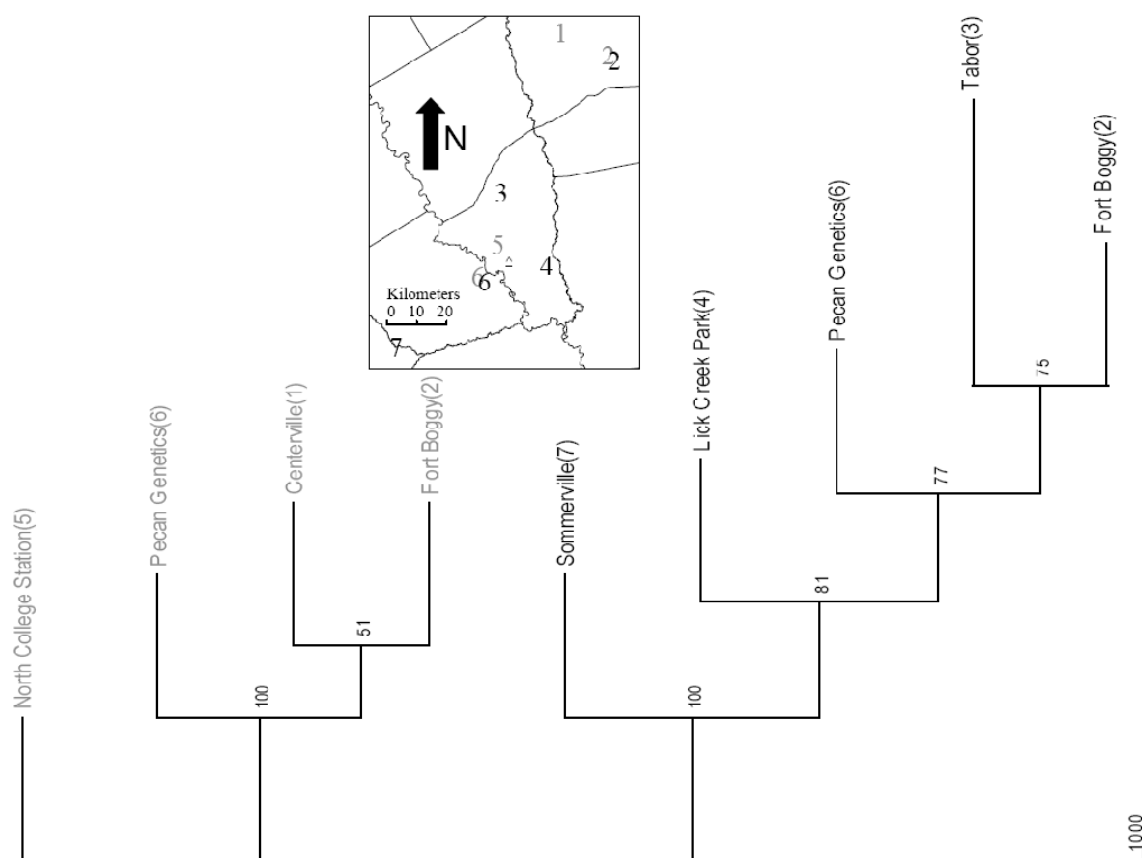 1
2
2
N
3
5
^
4
6
6
Kilometers
0 10 20
7
North College Station(5)
Pecan Genetics(6)
Centerville(1)
Fort Boggy(2)
Sommerville(7)
Lick Creek Park(4)
Pecan Genetics(6)
Tabor(3)
Fort Boggy(2)
100
51
100
81
77
75
1000